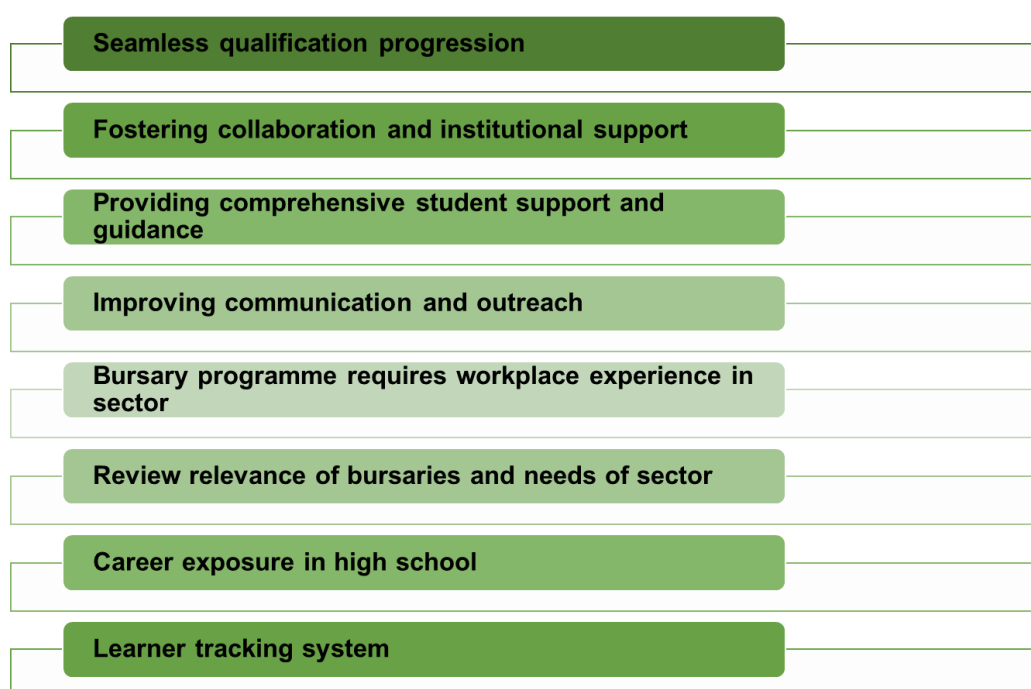 Seamless qualification progression
Fostering collaboration and institutional support
Providing comprehensive student support and
guidance
Improving communication and outreach
Bursary programme requires workplace experience in
sector
Review relevance of bursaries and needs of sector
Career exposure in high school
Learner tracking system